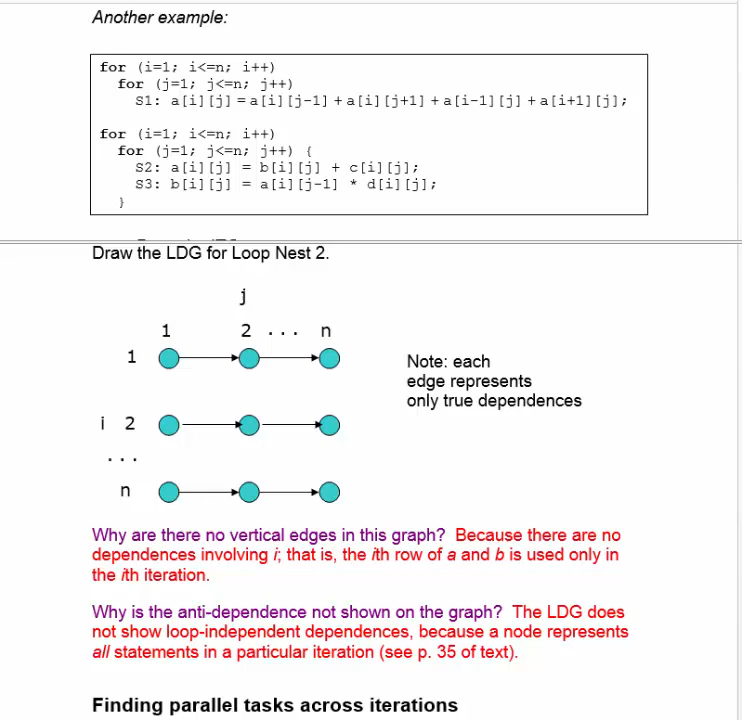 Another example:
for (i=1; i<=n; i++)
for (j=1; j<=n; j++)
S1: a[i][j] = a[i][j-1] + a[i][j+1] + a[i-1][j] + a[i+1][j];
for (i=1; i<=n; i++)
for (j=1; j<=n; j++) {
S2: a[i][j] = b[i][j] + c[i][j];
S3: b[i][j] = a[i][j-1] * d[i][j];
}
Draw the LDG for Loop Nest 2.
j
1 2 ... n
1
Note: each
edge represents
only true dependences
i 2
...
n
Why are there no vertical edges in this graph? Because there are no
dependences involving i; that is, the ith row of a and b is used only in
the ith iteration.
Why is the anti-dependence not shown on the graph? The LDG does
not show loop-independent dependences, because a node represents
all statements in a particular iteration (see p. 35 of text).
Finding parallel tasks across iterations